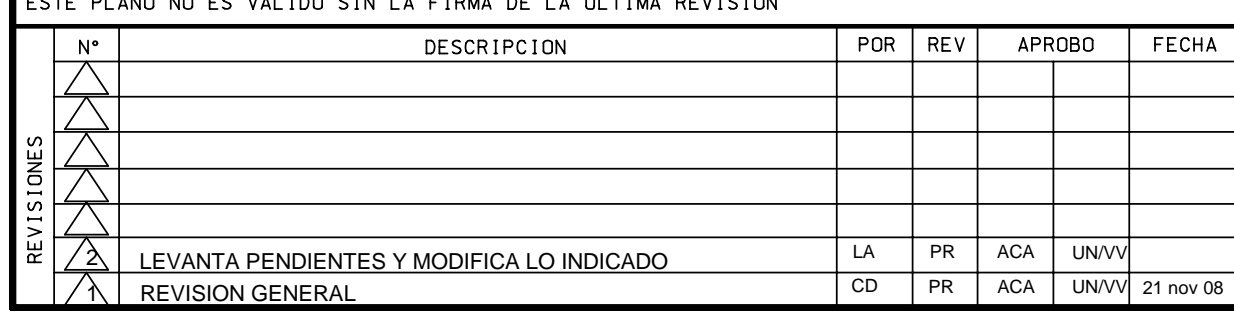 ESTE PLANO NO ES VALIDO SIN LA FIRMA DE LA ULTIMA REVISION
N° DESCRIPCION POR REV APROBO FECHA
REVISIONES
2 LEVANTA PENDIENTES Y MODIFICA LO INDICADO LA PR ACA UN/VV
1 REVISION GENERAL CD PR ACA UN/VV 21 nov 08